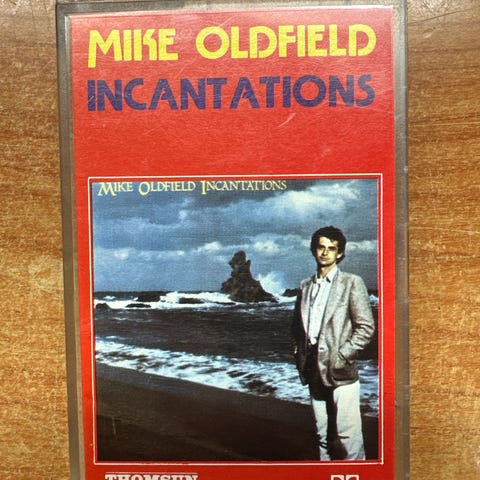 MIKE OLDFIELD
INCANTATIONS
MIKE OLDFIELD INCANTATIONS
THOMSUN